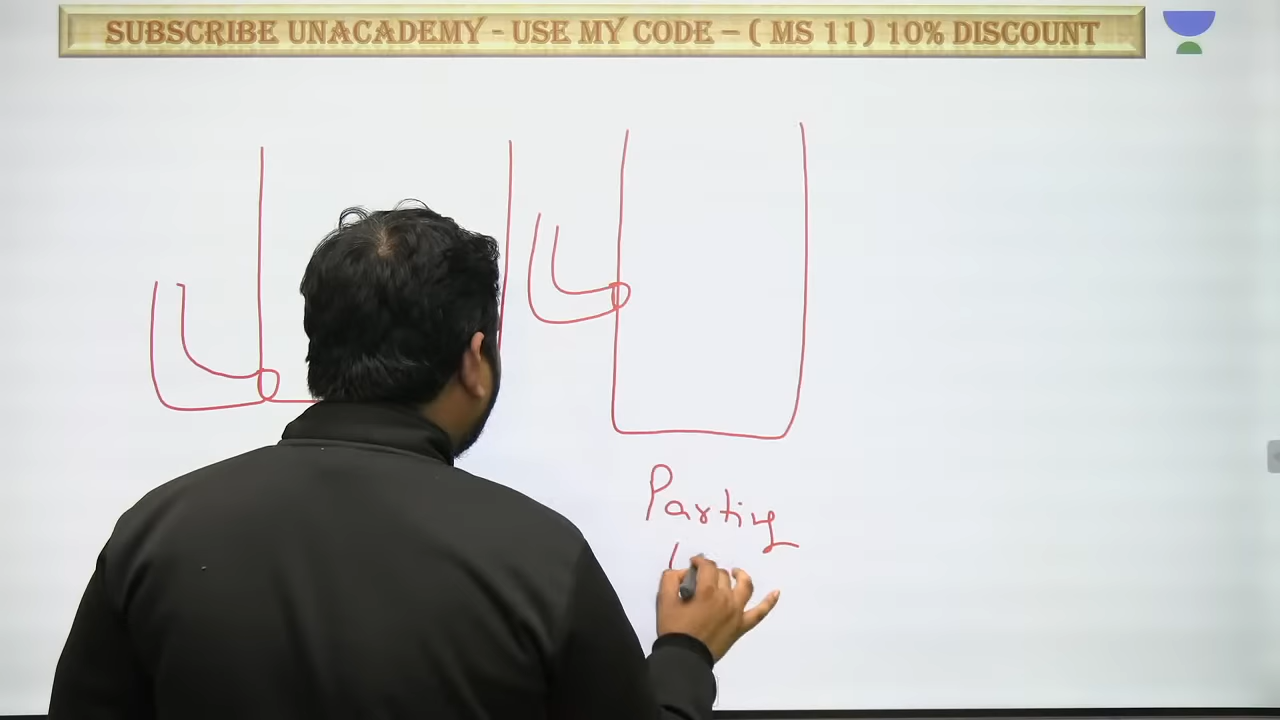 SUBSCRIBE UNACADEMY - USE MY CODE – ( MS 11) 10% DISCOUNT
Parting